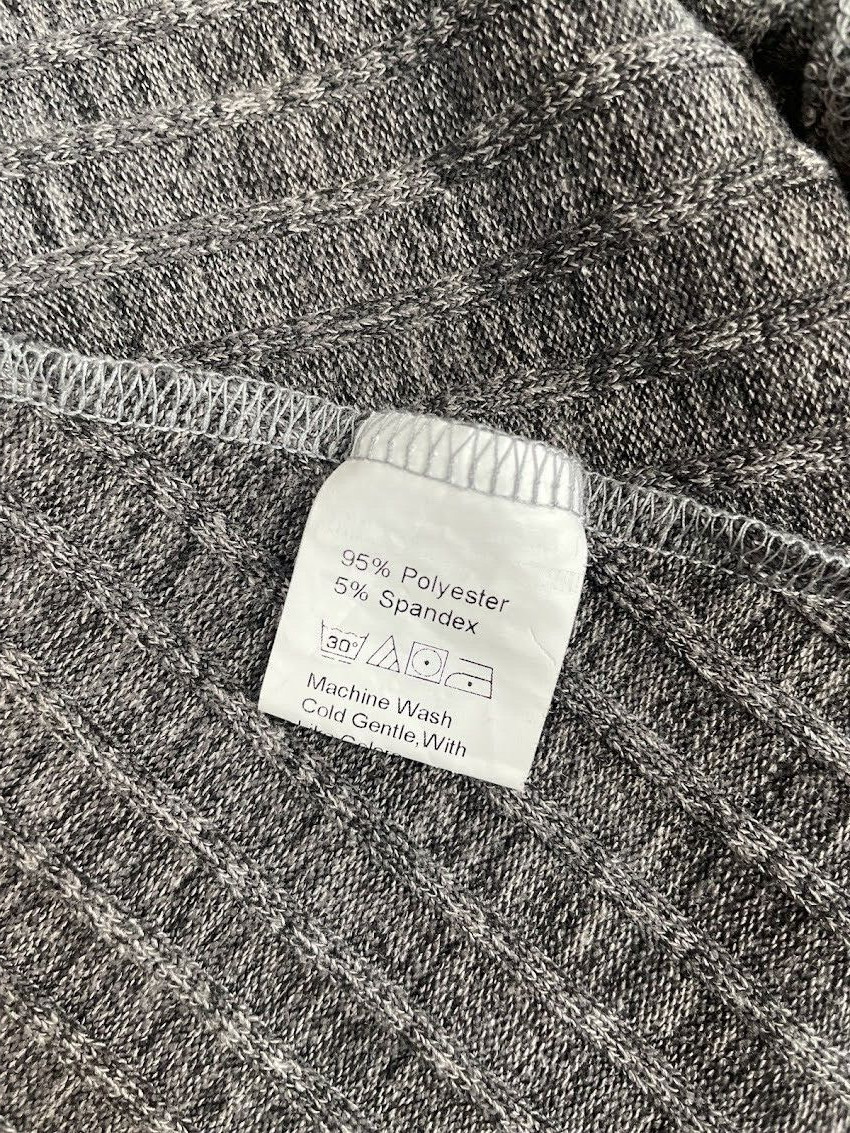 95% Polyester
5% Spandex
30°
Machine Wash
Cold Gentle,With